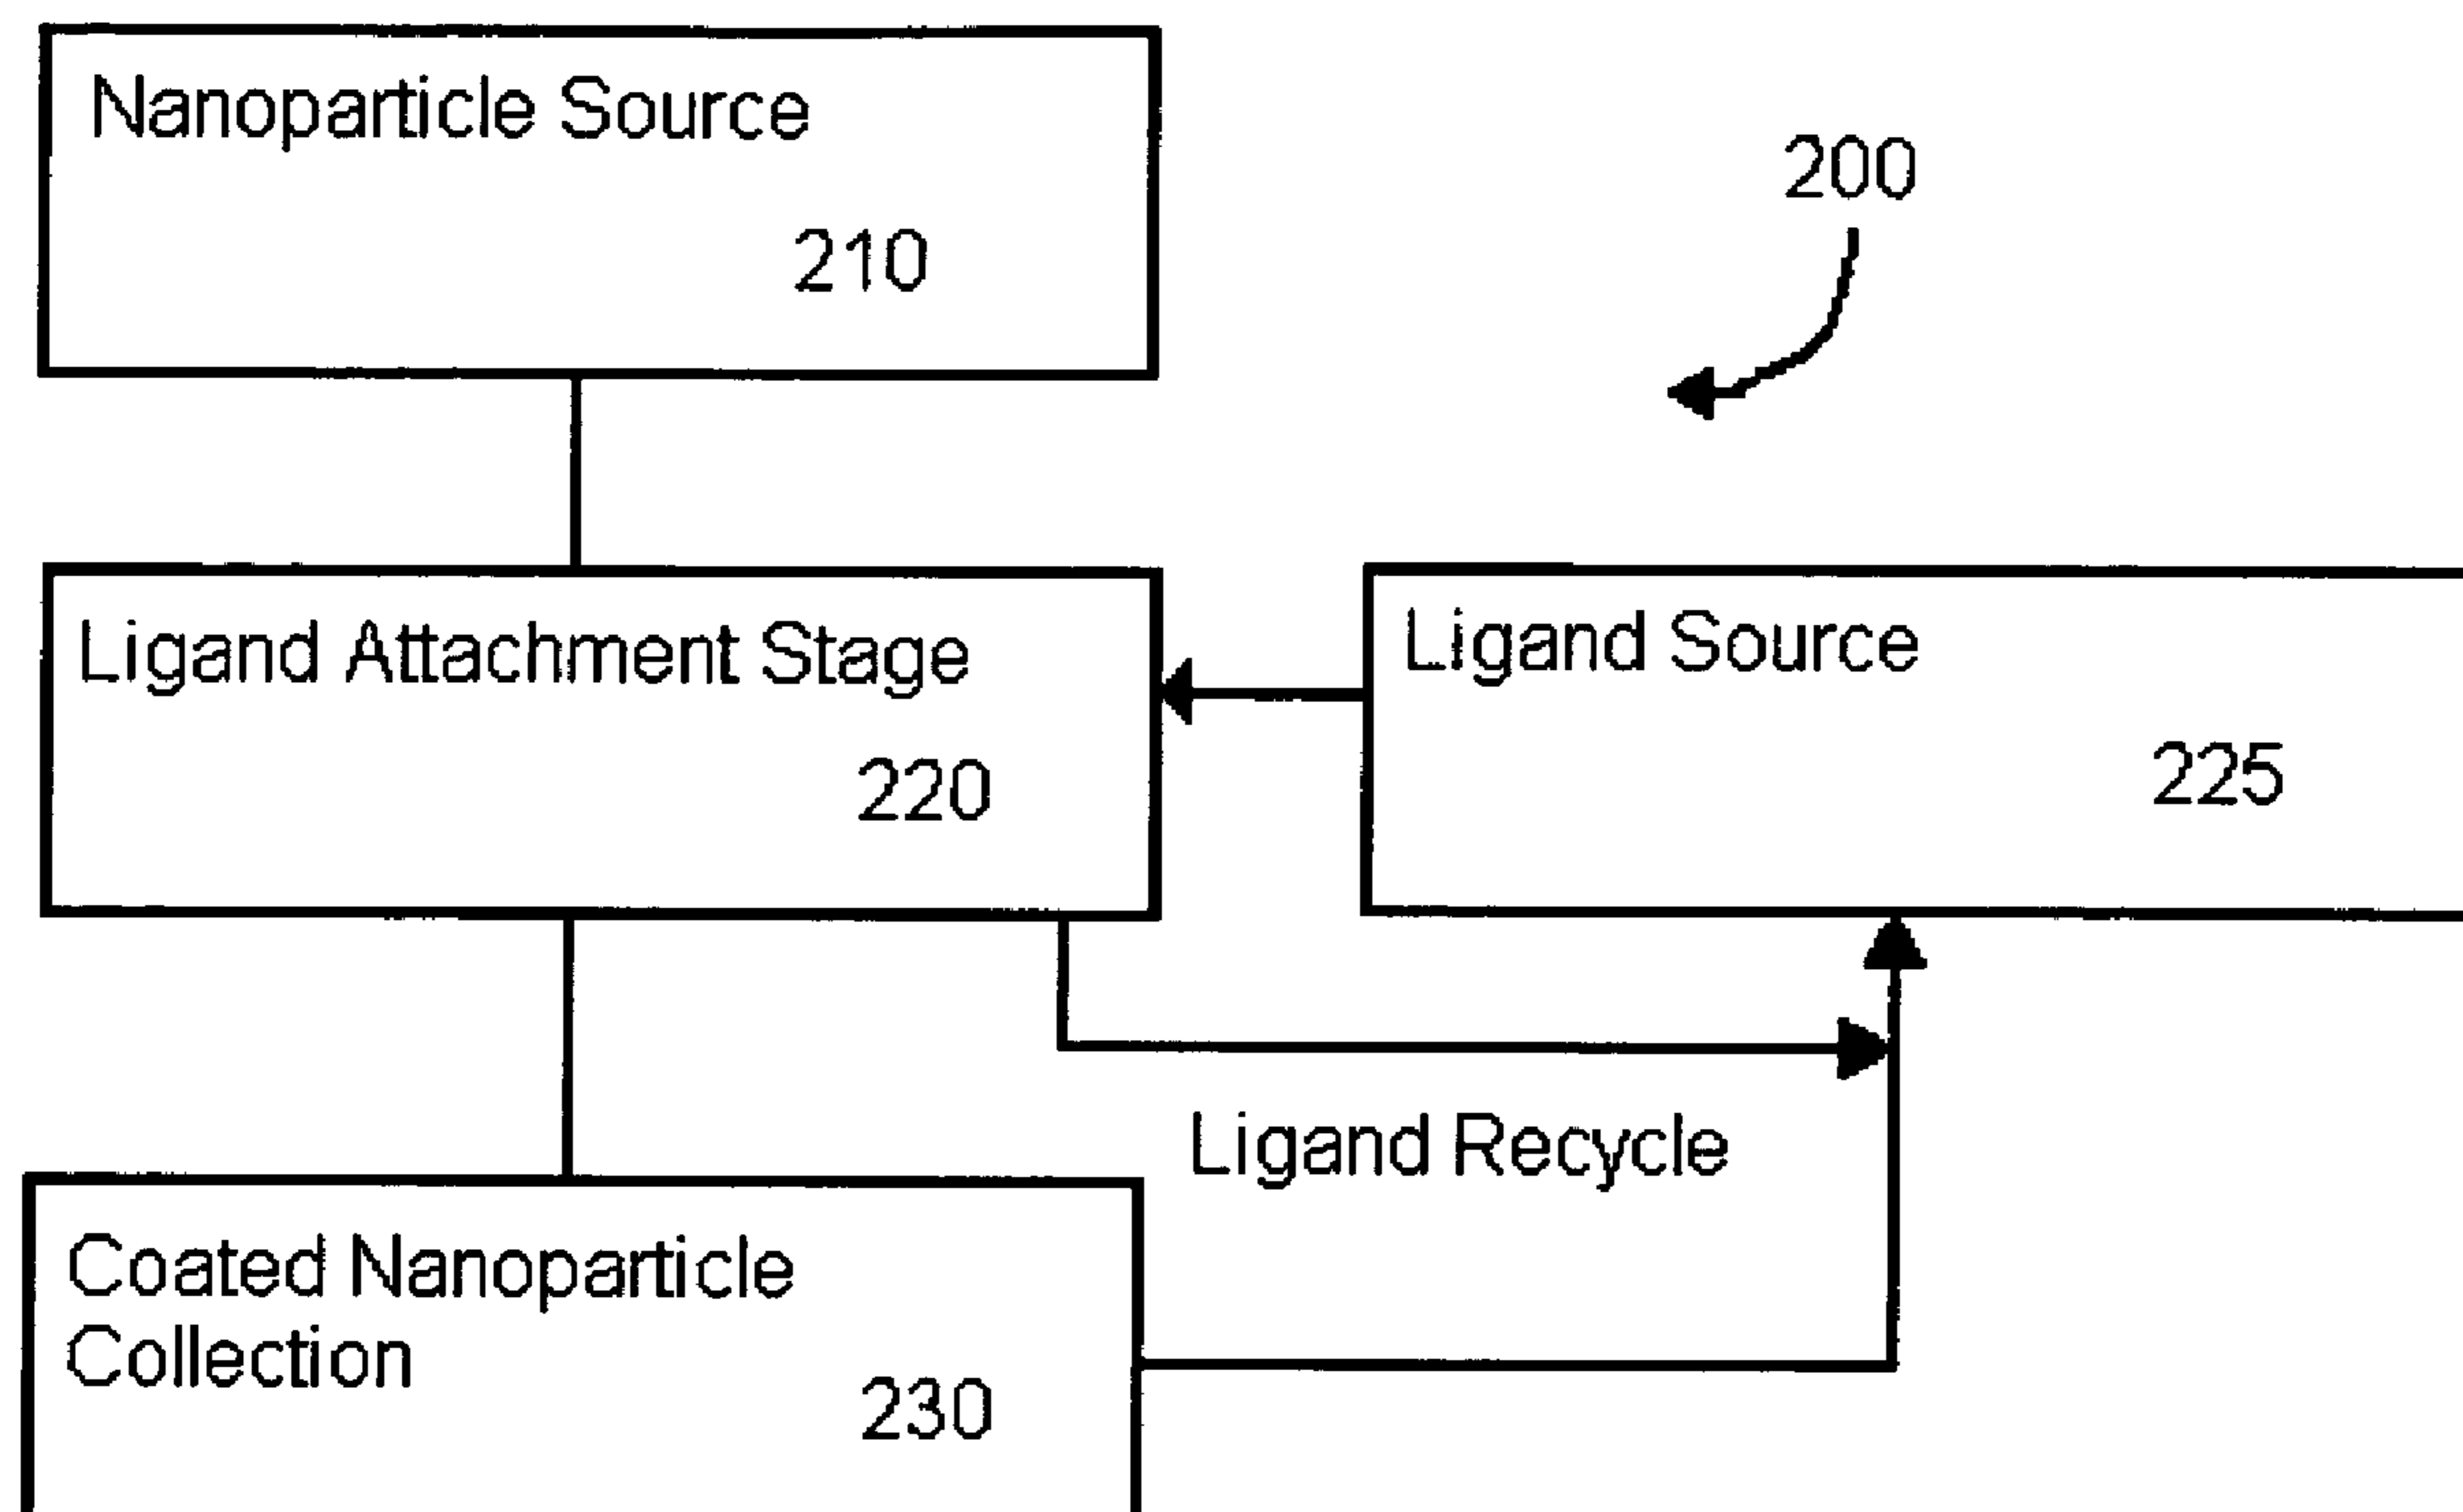 Nanoparticle Source
210
200
Ligand Attachment Stage
220
Ligand Source
225
Ligand Recycle
Coated Nanoparticle
Collection
230